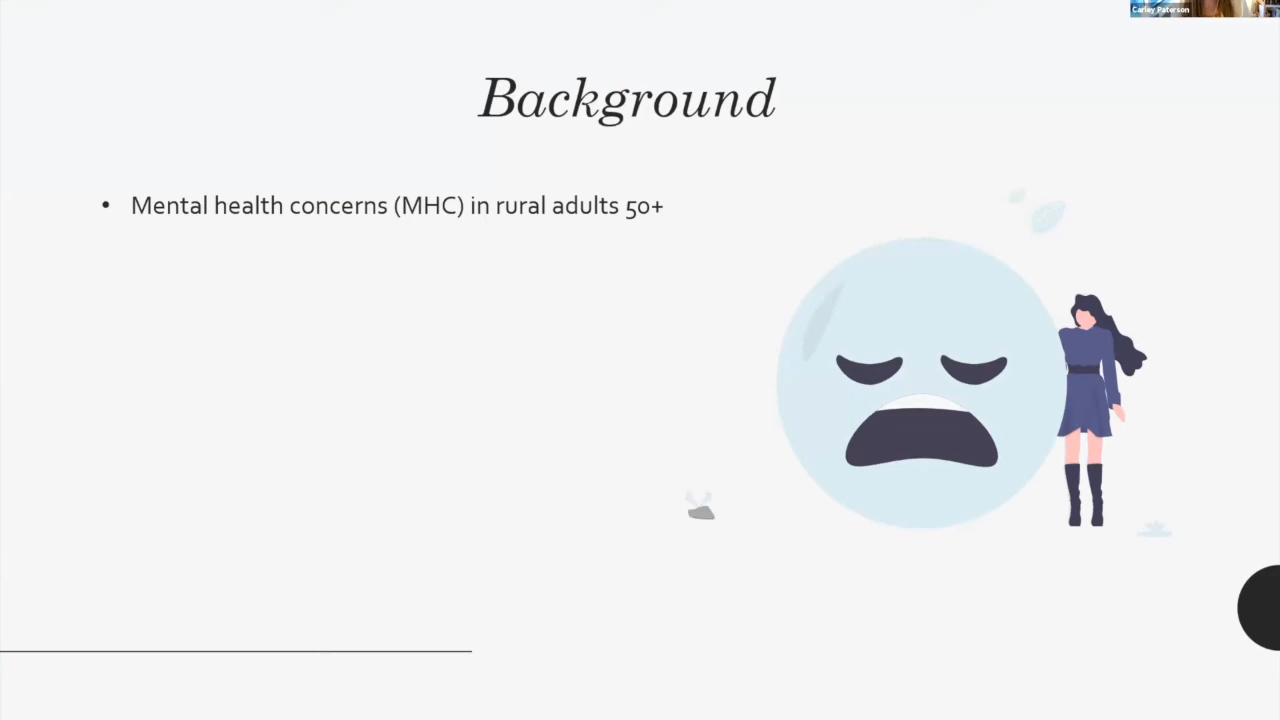 Carley Paterson
Background
• Mental health concerns (MHC) in rural adults 50+